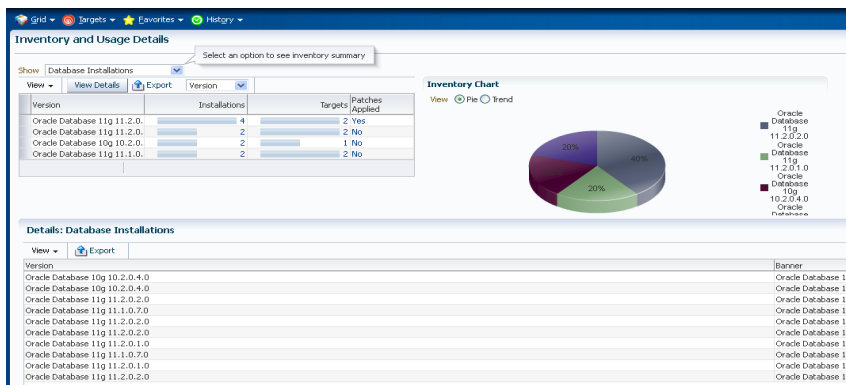 Grid Targets Favorites History
Inventory and Usage Details
Select an option to see inventory summary
Show Database Installations
View View Details Export Version
Version Installations Targets Patches Applied
Oracle Database 11g 11.2.0. 4 2 Yes
Oracle Database 11g 11.2.0. 2 2 No
Oracle Database 10g 10.2.0. 2 1 No
Oracle Database 11g 11.1.0. 2 2 No
Inventory Chart
View Pie Trend
20%
40%
20%
Oracle
Database
11g
11.2.0.2.0
Oracle
Database
11g
11.2.0.1.0
Oracle
Database
10g
10.2.0.4.0
Oracle
Database
Details: Database Installations
View Export
Version Banner
Oracle Database 10g 10.2.0.4.0 Oracle Database 1
Oracle Database 10g 10.2.0.4.0 Oracle Database 1
Oracle Database 11g 11.2.0.2.0 Oracle Database 1
Oracle Database 11g 11.1.0.7.0 Oracle Database 1
Oracle Database 11g 11.2.0.2.0 Oracle Database 1
Oracle Database 11g 11.2.0.2.0 Oracle Database 1
Oracle Database 11g 11.2.0.1.0 Oracle Database 1
Oracle Database 11g 11.1.0.7.0 Oracle Database 1
Oracle Database 11g 11.2.0.1.0 Oracle Database 1
Oracle Database 11g 11.2.0.2.0 Oracle Database 1